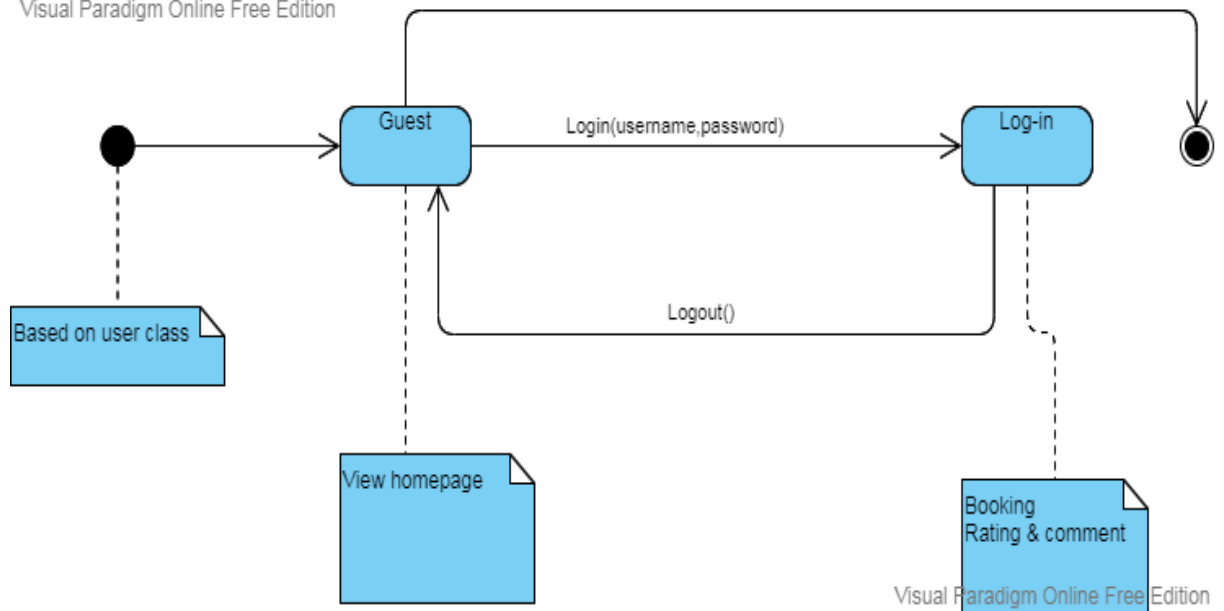 Visual Paradigm Online Free Edition
Guest
Login(username,password)
Log-in
Logout()
Based on user class
View homepage
Booking
Rating & comment
Visual Paradigm Online Free Edition